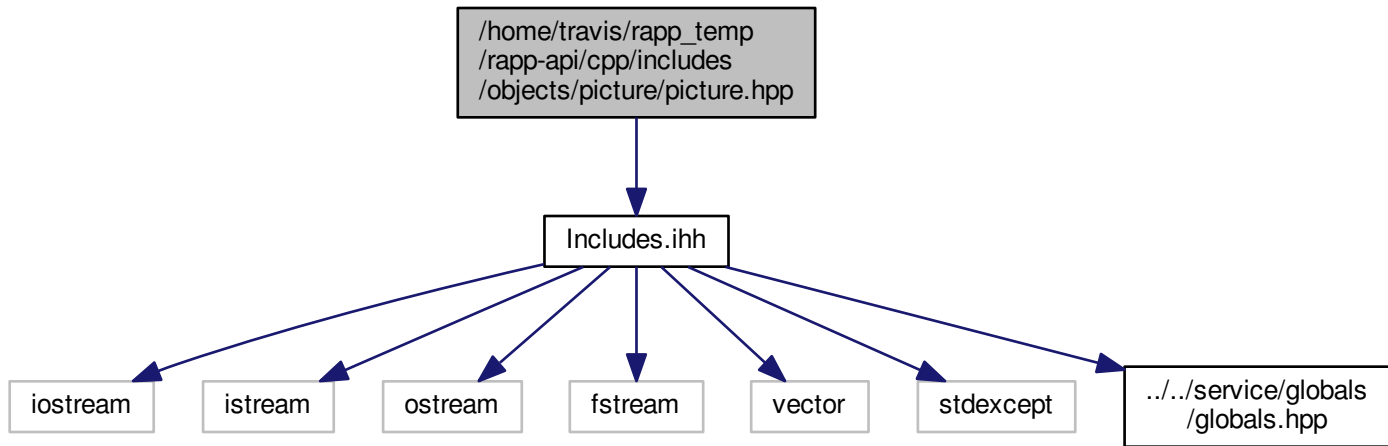 /home/travis/rapp_temp
/rapp-api/cpp/includes
/objects/picture/picture.hpp
Includes.ihh
iostream
istream
ostream
fstream
vector
stdexcept
../../service/globals
/globals.hpp